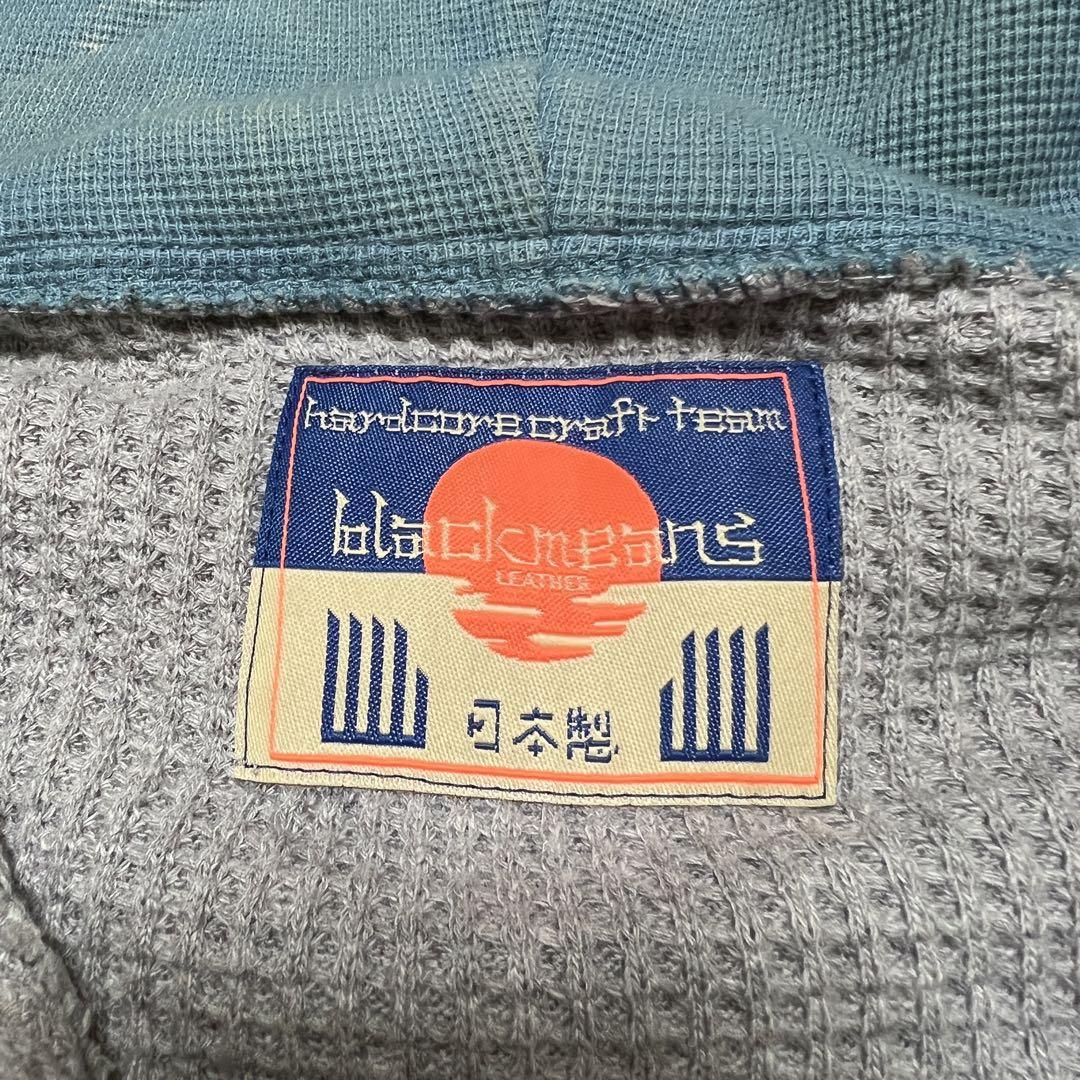 hardcore craft team
blackmeans
LEATHER
日本製